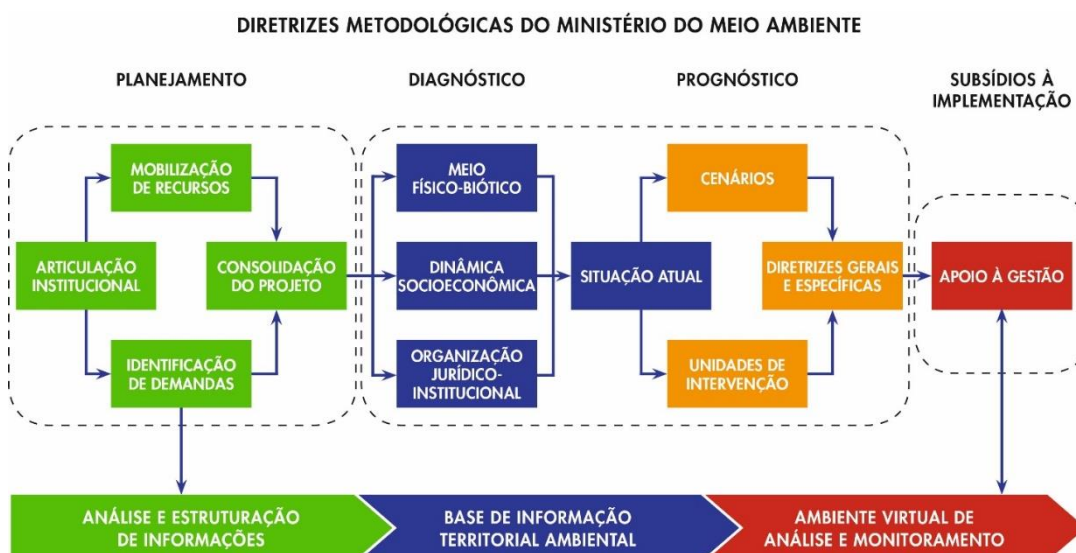 DIRETRIZES METODOLÓGICAS DO MINISTÉRIO DO MEIO AMBIENTE
PLANEJAMENTO
DIAGNÓSTICO
PROGNÓSTICO
SUBSÍDIOS À
IMPLEMENTAÇÃO
MOBILIZAÇÃO
DE RECURSOS
ARTICULAÇÃO
INSTITUCIONAL
CONSOLIDAÇÃO
DO PROJETO
IDENTIFICAÇÃO
DE DEMANDAS
MEIO
FÍSICO-BIÓTICO
DINÂMICA
SOCIOECONÔMICA
ORGANIZAÇÃO
JURÍDICO-
INSTITUCIONAL
SITUAÇÃO ATUAL
CENÁRIOS
DIRETRIZES GERAIS
E ESPECÍFICAS
UNIDADES DE
INTERVENÇÃO
APOIO À GESTÃO
ANÁLISE E ESTRUTURAÇÃO
DE INFORMAÇÕES
BASE DE INFORMAÇÃO
TERRITORIAL AMBIENTAL
AMBIENTE VIRTUAL DE
ANÁLISE E MONITORAMENTO